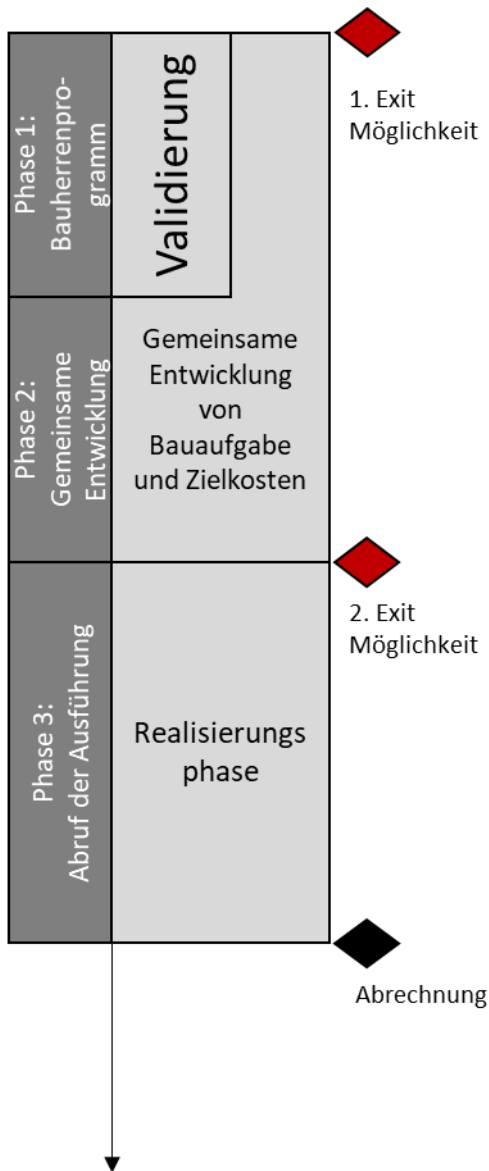 Phase 1:
Bauherrenpro-
gramm
Validierung
1. Exit
Möglichkeit
Phase 2:
Gemeinsame
Entwicklung
Gemeinsame
Entwicklung
von
Bauaufgabe
und Zielkosten
2. Exit
Möglichkeit
Phase 3:
Abruf der Ausführung
Realisierungs
phase
Abrechnung